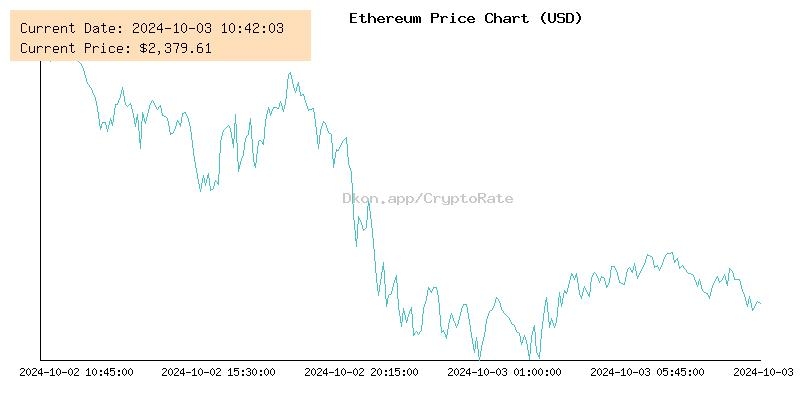 Ethereum Price Chart (USD)
Current Date: 2024-10-03 10:42:03
Current Price: $2,379.61
Dkon.app/CryptoRate
2024-10-02 10:45:00 2024-10-02 15:30:00 2024-10-02 20:15:00 2024-10-03 01:00:00 2024-10-03 05:45:00 2024-10-03